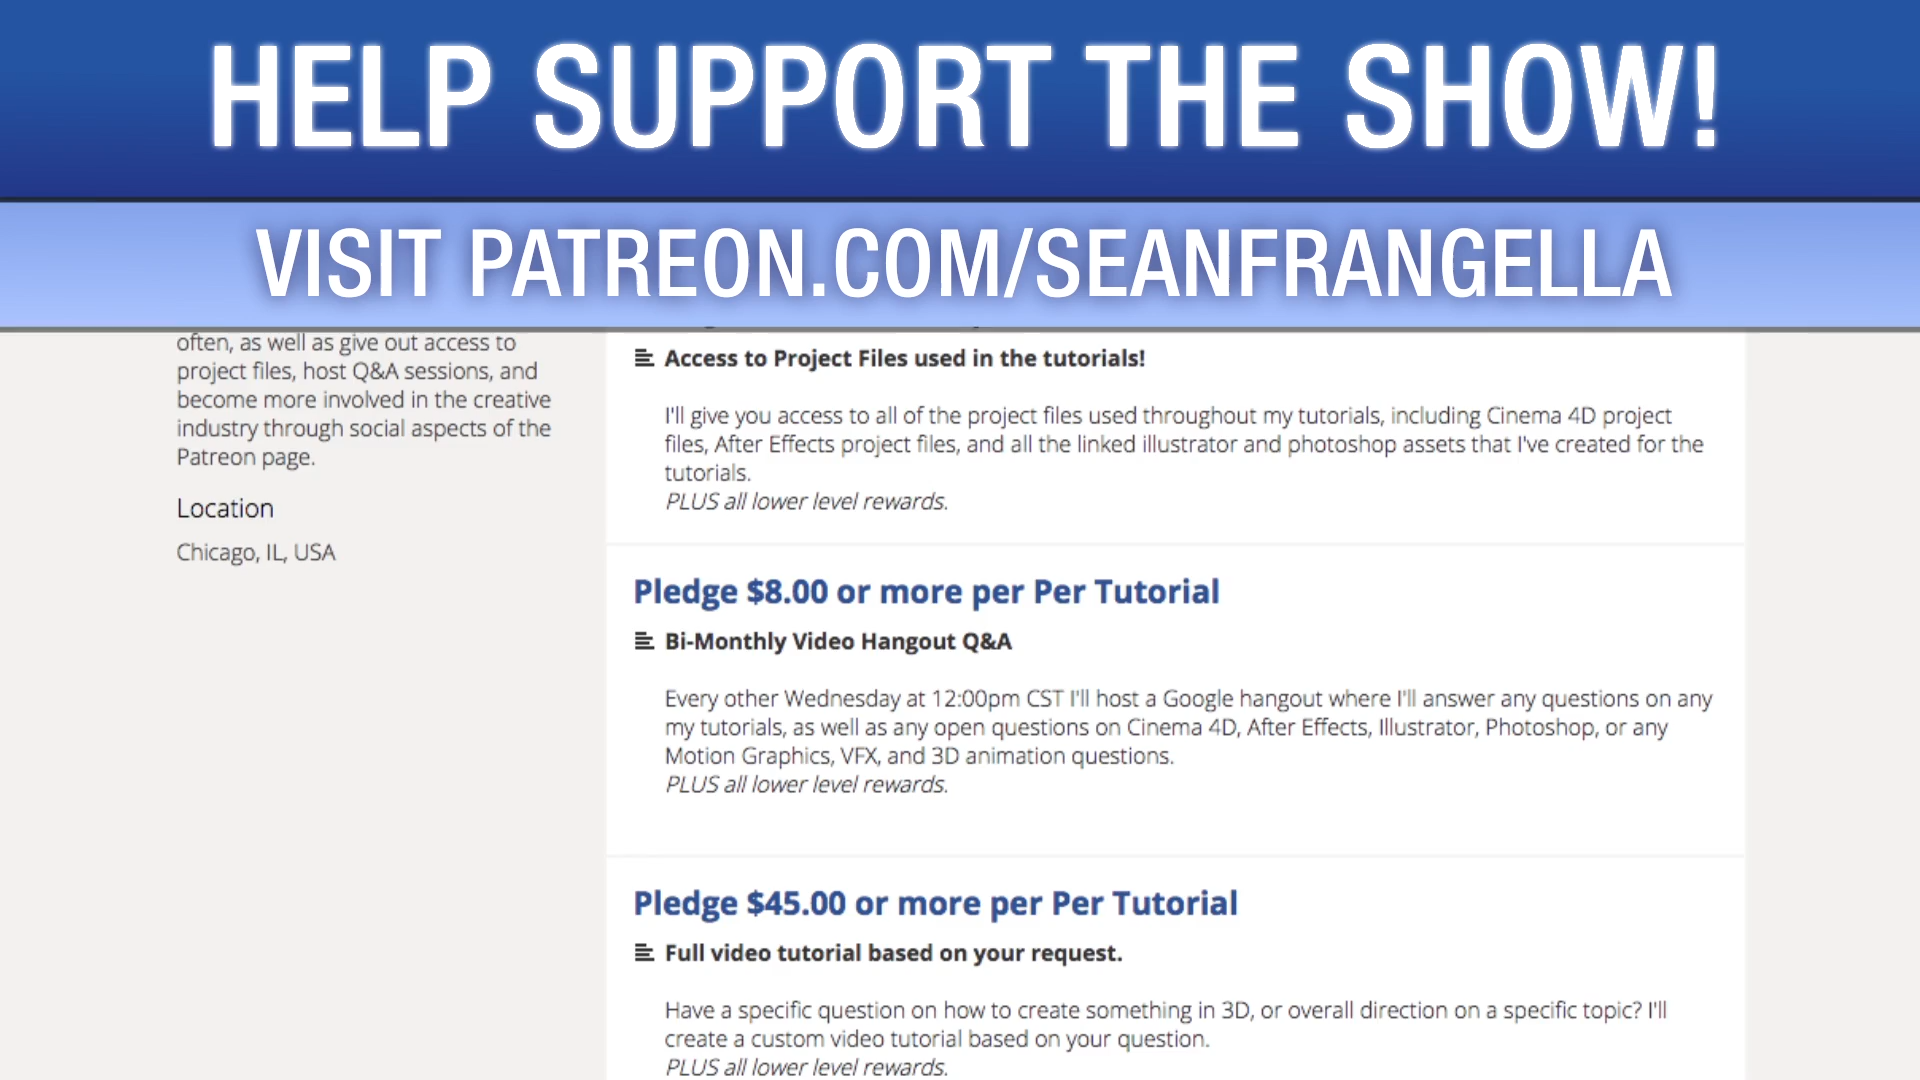 HELP SUPPORT THE SHOW!
VISIT PATREON.COM/SEANFRANGELLA
often, as well as give out access to
project files, host Q&A sessions, and
become more involved in the creative
industry through social aspects of the
Patreon page.
Location
Chicago, IL, USA
Access to Project Files used in the tutorials!
I'll give you access to all of the project files used throughout my tutorials, including Cinema 4D project
files, After Effects project files, and all the linked illustrator and photoshop assets that I've created for the
tutorials.
PLUS all lower level rewards.
Pledge $8.00 or more per Per Tutorial
Bi-Monthly Video Hangout Q&A
Every other Wednesday at 12:00pm CST I'll host a Google hangout where I'll answer any questions on any
my tutorials, as well as any open questions on Cinema 4D, After Effects, Illustrator, Photoshop, or any
Motion Graphics, VFX, and 3D animation questions.
PLUS all lower level rewards.
Pledge $45.00 or more per Per Tutorial
Full video tutorial based on your request.
Have a specific question on how to create something in 3D, or overall direction on a specific topic? I'll
create a custom video tutorial based on your question.
PLUS all lower level rewards.